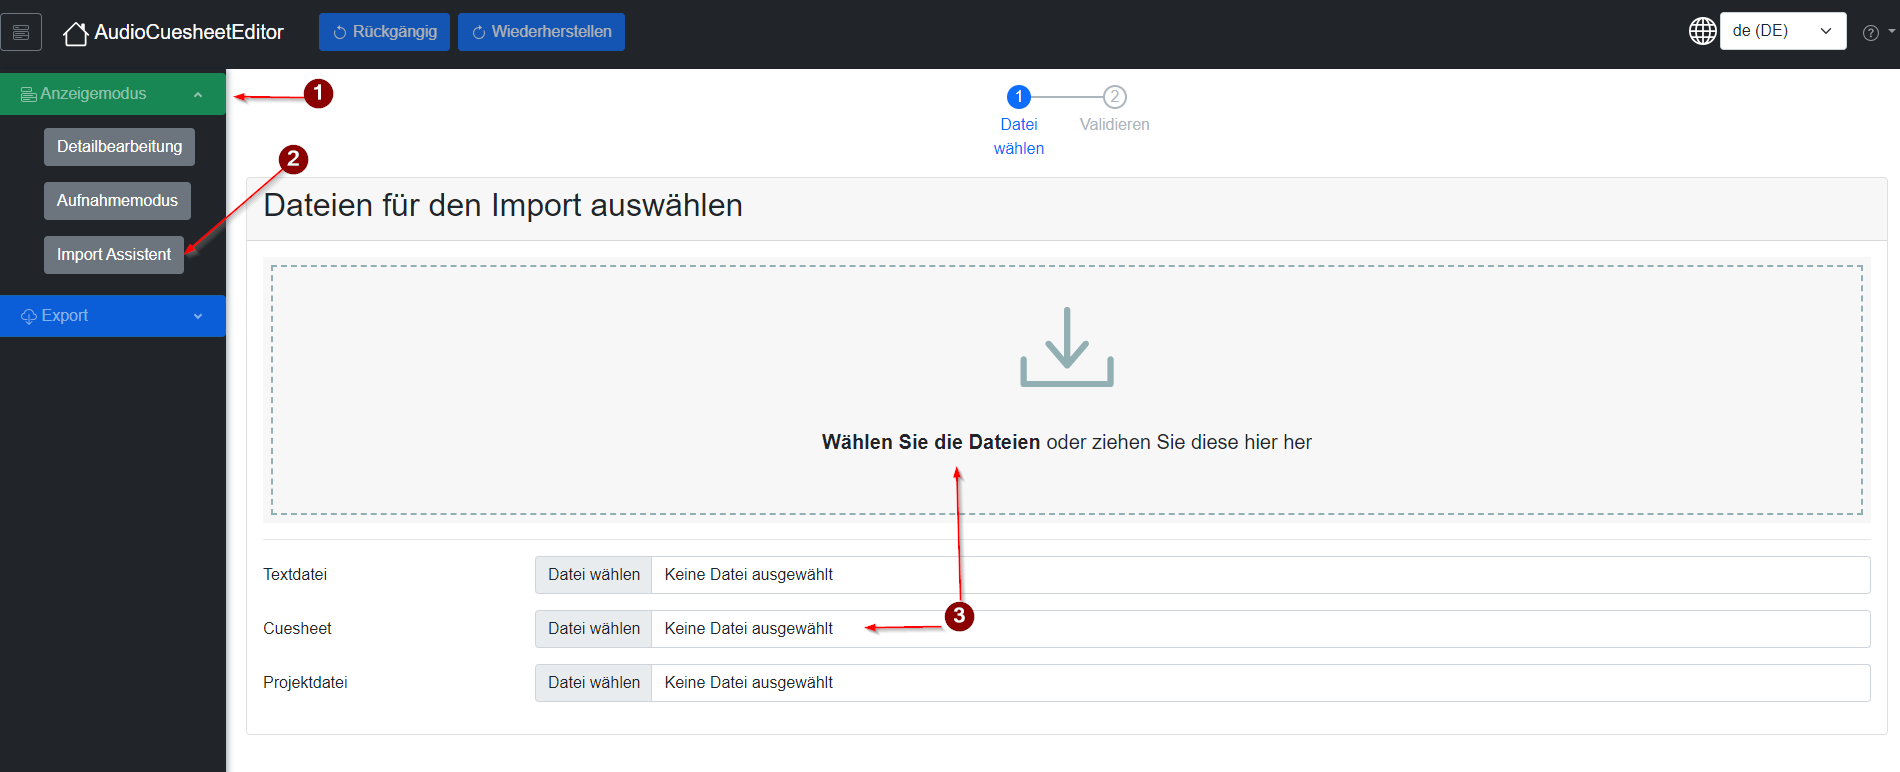 AudioCuesheetEditor
Rückgängig
Wiederherstellen
de (DE)
?
Anzeigemodus
1
Detailbearbeitung
2
Aufnahmemodus
Import Assistent
Export
1
2
Datei
wählen
Validieren
Dateien für den Import auswählen
Wählen Sie die Dateien oder ziehen Sie diese hier her
Textdatei
Datei wählen
Keine Datei ausgewählt
Cuesheet
Datei wählen
Keine Datei ausgewählt
3
Projektdatei
Datei wählen
Keine Datei ausgewählt